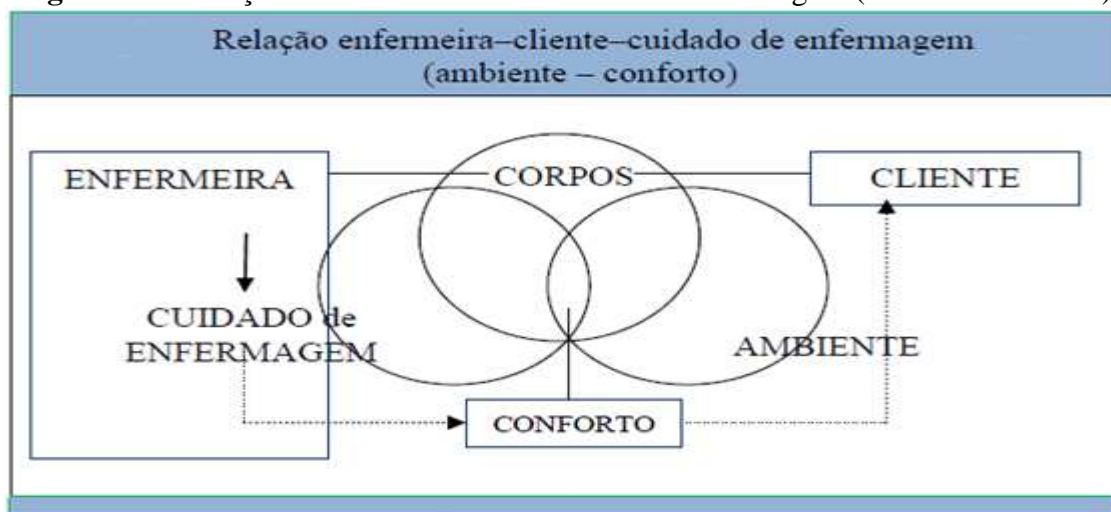 Relação enfermeira–cliente–cuidado de enfermagem
(ambiente – conforto)
ENFERMEIRA
CORPOS
CLIENTE
CUIDADO de
ENFERMAGEM
AMBIENTE
CONFORTO